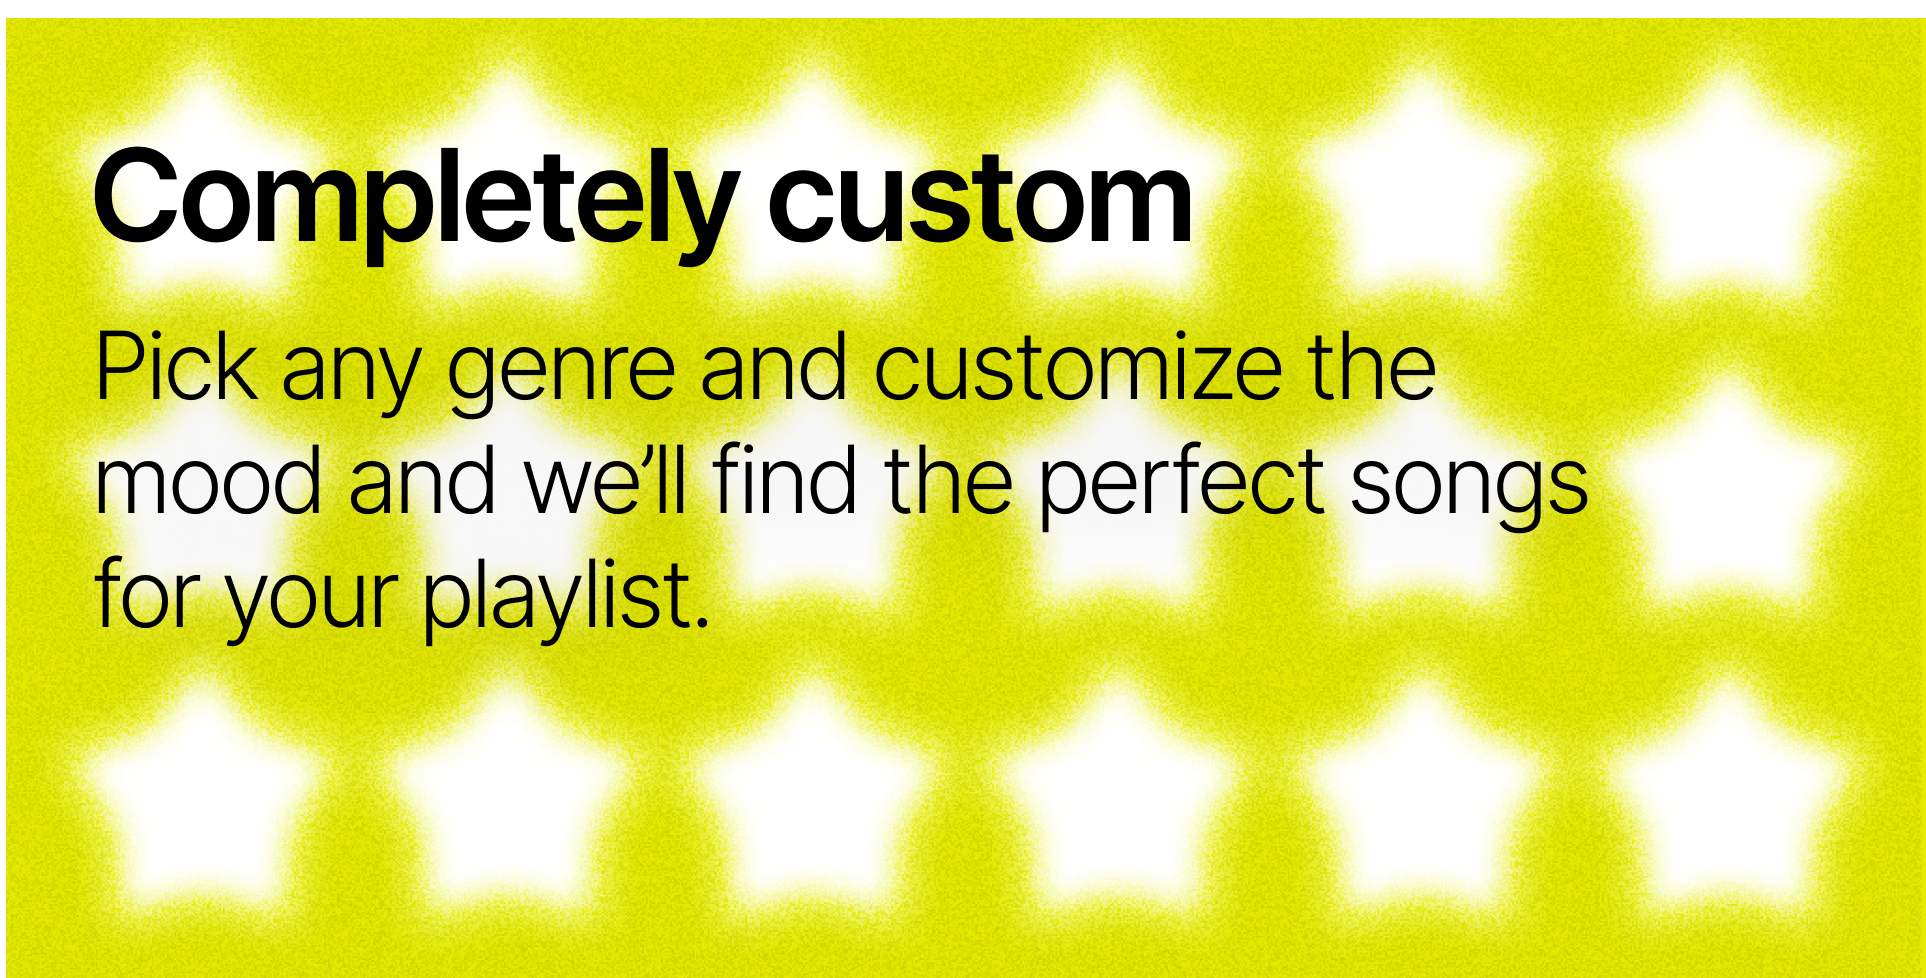 Completely custom
Pick any genre and customize the
mood and we’ll find the perfect songs
for your playlist.